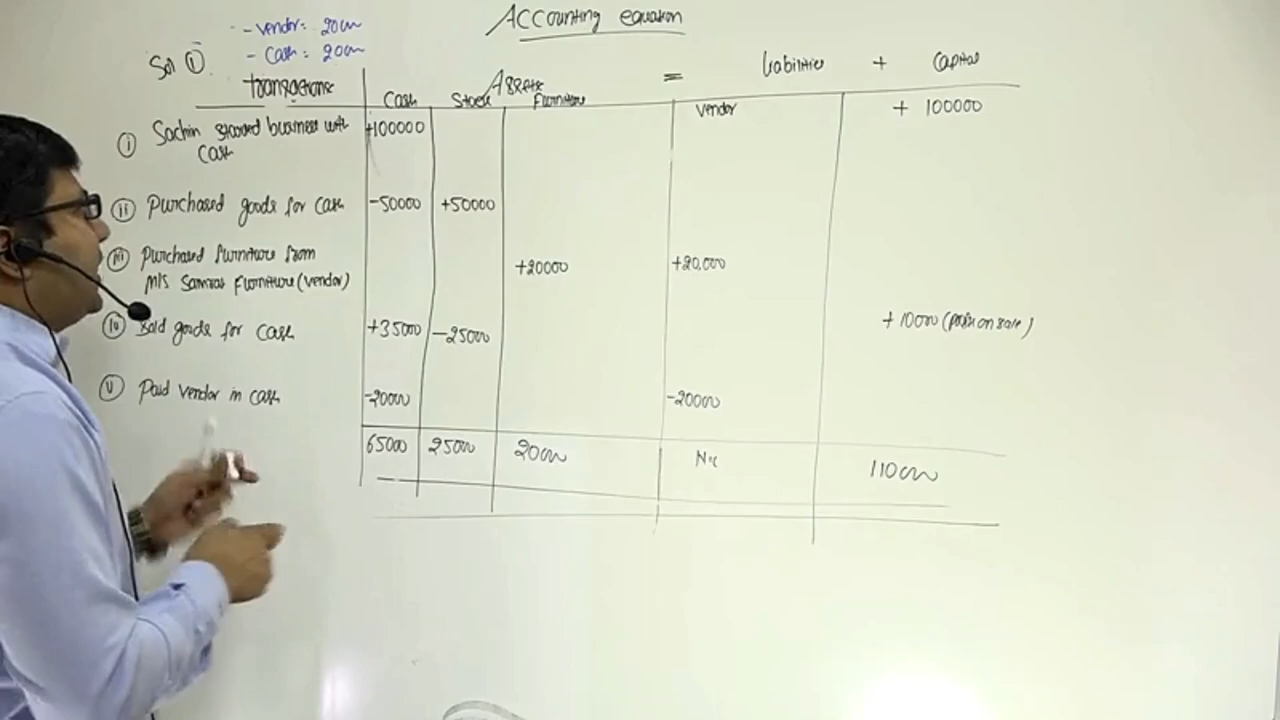 Accounting equation
- Vendor: 20000
- Cash: 20000
Sol ①.
Assets = liabilities + Capital
transactions Cash Stock Furniture Vendor
① Sachin started business with +100000 + 100000
Cash
② Purchased goods for cash -50000 +50000
③ Purchased furniture from +20000 +20,000
M/s Samrat Furniture (vendor)
④ Sold goods for cash +35000 -25000 +10000 (profit on sale)
⑤ Paid vendor in cash -20000 -20000
65000 25000 20000 Nil 110000